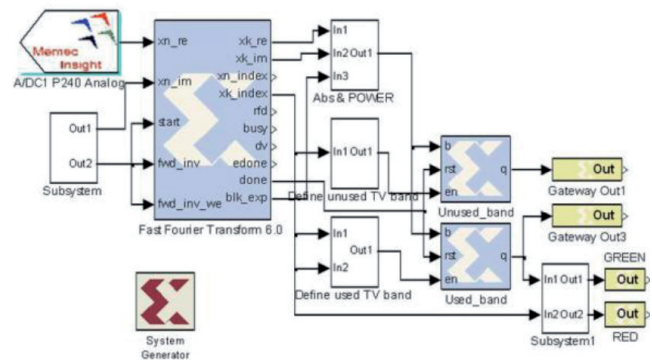 Memec
Insight
A/DC1 P240 Analog
Out1
Out2
Subsystem
xn_re
xn_im
start
fwd_inv
fwd_inv_we
xk_re
xk_im
xn_index
xk_index
rfd
busy
dv
edone
done
blk_exp
Fast Fourier Transform 6.0
In1
In2 Out1
In3
Abs & POWER
In1 Out1
Define unused TV band
In1
Out1
In2
Define used TV band
b
rst
q
en
Unused_band
b
rst
q
en
Used_band
Out
Gateway Out1
Out
Gateway Out3
GREEN
In1 Out1
Out
In2 Out2
Out
Subsystem1
RED
System
Generator